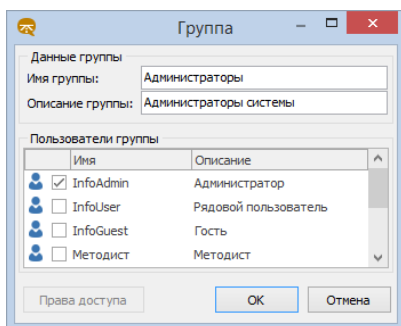 Группа
Данные группы
Имя группы: Администраторы
Описание группы: Администраторы системы
Пользователи группы
Имя Описание
InfoAdmin Администратор
InfoUser Рядовой пользователь
InfoGuest Гость
Методист Методист
Права доступа OK Отмена